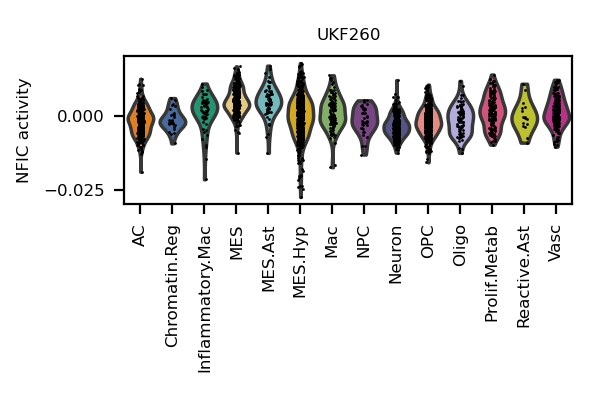 UKF260
NFIC activity
0.000
−0.025
AC
Chromatin.Reg
Inflammatory.Mac
MES
MES.Ast
MES.Hyp
Mac
NPC
Neuron
OPC
Oligo
Prolif.Metab
Reactive.Ast
Vasc